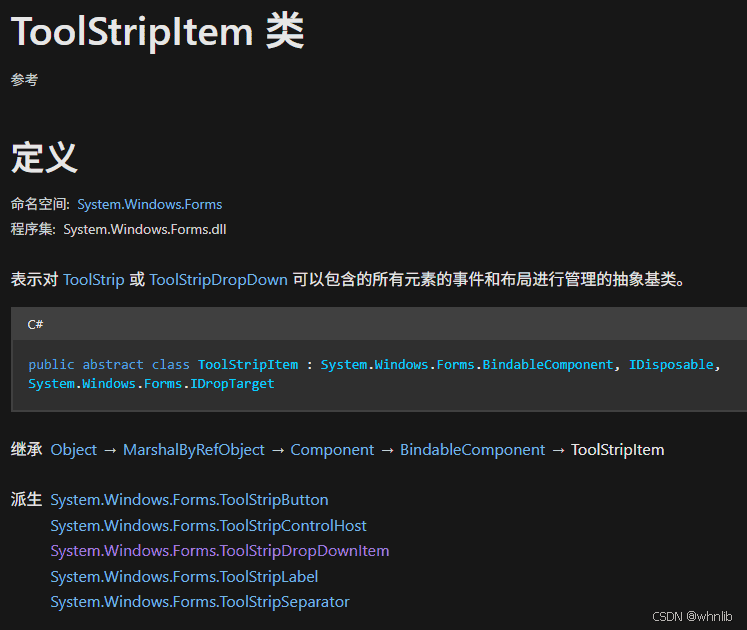 ToolStripItem 类
参考
定义
命名空间: System.Windows.Forms
程序集: System.Windows.Forms.dll
表示对 ToolStrip 或 ToolStripDropDown 可以包含的所有元素的事件和布局进行管理的抽象基类。
C#
public abstract class ToolStripItem : System.Windows.Forms.BindableComponent, IDisposable,
System.Windows.Forms.IDropTarget
继承 Object → MarshalByRefObject → Component → BindableComponent → ToolStripItem
派生 System.Windows.Forms.ToolStripButton
System.Windows.Forms.ToolStripControlHost
System.Windows.Forms.ToolStripDropDownItem
System.Windows.Forms.ToolStripLabel
System.Windows.Forms.ToolStripSeparator
CSDN @whnlib